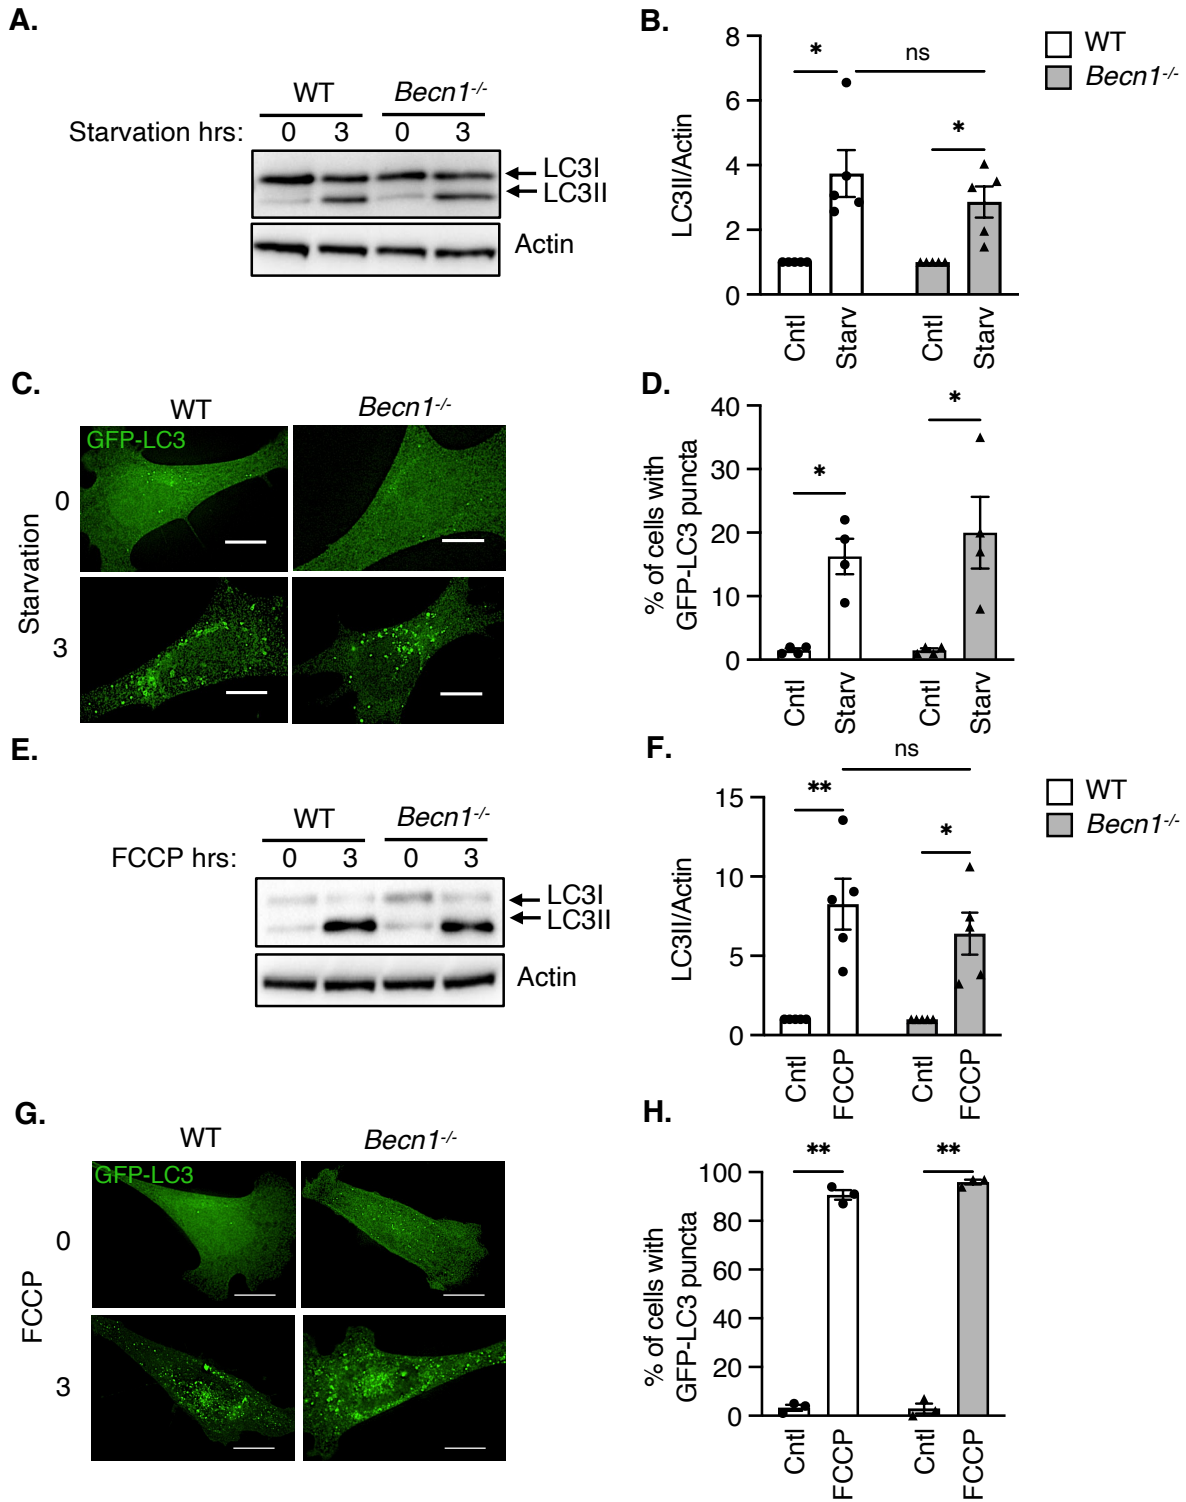 A.
WT Becn1-/-
Starvation hrs: 0 3 0 3
LC3I
LC3II
Actin
B.
LC3II/Actin
8
6
4
2
0
* ns *
Cntl Starv Cntl Starv
WT
Becn1-/-
C.
WT Becn1-/-
GFP-LC3
Starvation
0
3
D.
% of cells with
GFP-LC3 puncta
40
30
20
10
0
* *
Cntl Starv Cntl Starv
E.
WT Becn1-/-
FCCP hrs: 0 3 0 3
LC3I
LC3II
Actin
F.
LC3II/Actin
15
10
5
0
ns
** *
Cntl FCCP Cntl FCCP
WT
Becn1-/-
G.
WT Becn1-/-
GFP-LC3
FCCP
0
3
H.
% of cells with
GFP-LC3 puncta
100
80
60
40
20
0
** **
Cntl FCCP Cntl FCCP